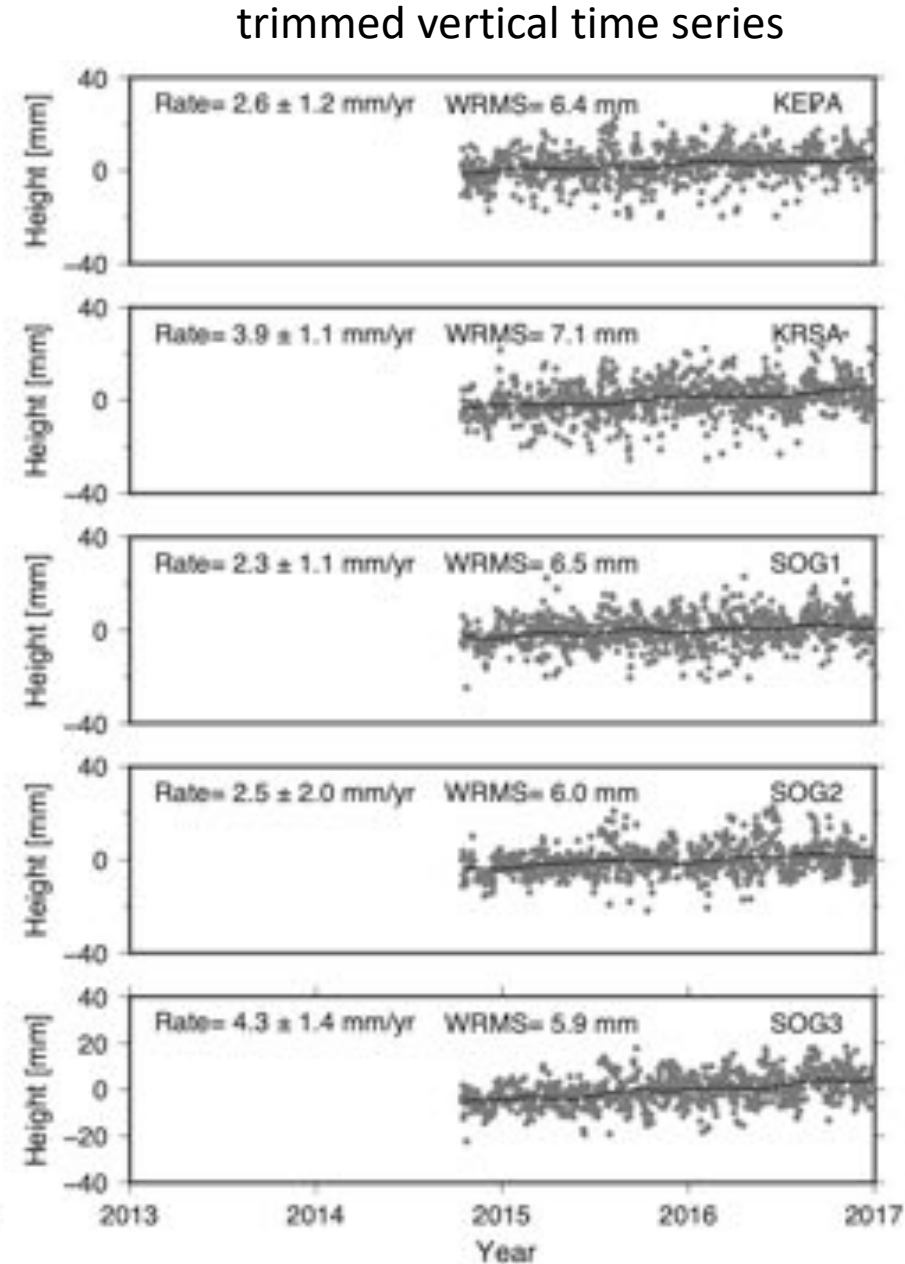 trimmed vertical time series
40
Rate= 2.6 ± 1.2 mm/yr WRMS= 6.4 mm KEPA
Height [mm]
0
−40
40
Rate= 3.9 ± 1.1 mm/yr WRMS= 7.1 mm KRSA
Height [mm]
0
−40
40
Rate= 2.3 ± 1.1 mm/yr WRMS= 6.5 mm SOG1
Height [mm]
0
−40
40
Rate= 2.5 ± 2.0 mm/yr WRMS= 6.0 mm SOG2
Height [mm]
0
−40
40
Rate= 4.3 ± 1.4 mm/yr WRMS= 5.9 mm SOG3
20
Height [mm]
0
−20
−40
2013 2014 2015 2016 2017
Year